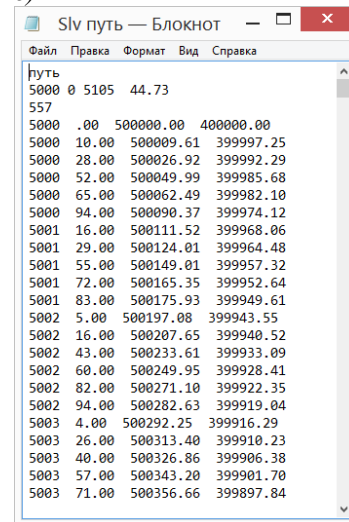 Slv путь — Блокнот
Файл Правка Формат Вид Справка
путь
5000 0 5105 44.73
557
5000 .00 500000.00 400000.00
5000 10.00 500009.61 399997.25
5000 28.00 500026.92 399992.29
5000 52.00 500049.99 399985.68
5000 65.00 500062.49 399982.10
5000 94.00 500090.37 399974.12
5001 16.00 500111.52 399968.06
5001 29.00 500124.01 399964.48
5001 55.00 500149.01 399957.32
5001 72.00 500165.35 399952.64
5001 83.00 500175.93 399949.61
5002 5.00 500197.08 399943.55
5002 16.00 500207.65 399940.52
5002 43.00 500233.61 399933.09
5002 60.00 500249.95 399928.41
5002 82.00 500271.10 399922.35
5002 94.00 500282.63 399919.04
5003 4.00 500292.25 399916.29
5003 26.00 500313.40 399910.23
5003 40.00 500326.86 399906.38
5003 57.00 500343.20 399901.70
5003 71.00 500356.66 399897.84